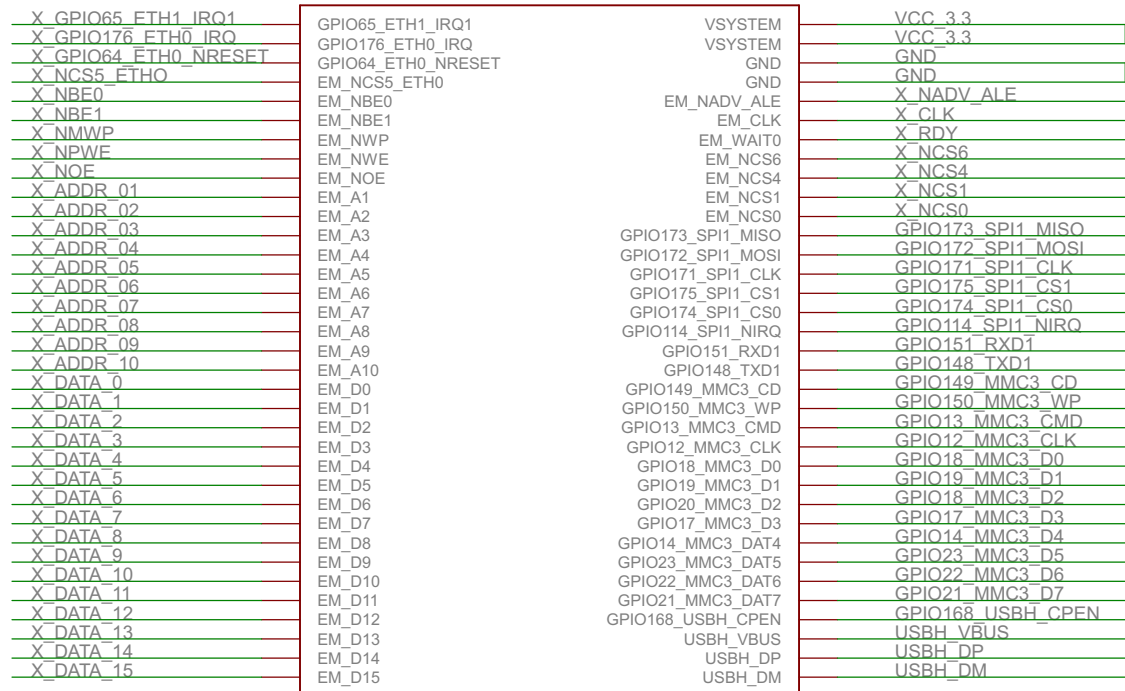 X_GPIO65_ETH1_IRQ1 GPIO65_ETH1_IRQ1 VSYSTEM VCC_3.3
X_GPIO176_ETH0_IRQ GPIO176_ETH0_IRQ VSYSTEM VCC_3.3
X_GPIO64_ETH0_NRESET GPIO64_ETH0_NRESET GND GND
X_NCS5_ETHO EM_NCS5_ETH0 GND GND
X_NBE0 EM_NBE0 EM_NADV_ALE X_NADV_ALE
X_NBE1 EM_NBE1 EM_CLK X_CLK
X_NMWP EM_NWP EM_WAIT0 X_RDY
X_NPWE EM_NWE EM_NCS6 X_NCS6
X_NOE EM_NOE EM_NCS4 X_NCS4
X_ADDR_01 EM_A1 EM_NCS1 X_NCS1
X_ADDR_02 EM_A2 EM_NCS0 X_NCS0
X_ADDR_03 EM_A3 GPIO173_SPI1_MISO GPIO173_SPI1_MISO
X_ADDR_04 EM_A4 GPIO172_SPI1_MOSI GPIO172_SPI1_MOSI
X_ADDR_05 EM_A5 GPIO171_SPI1_CLK GPIO171_SPI1_CLK
X_ADDR_06 EM_A6 GPIO175_SPI1_CS1 GPIO175_SPI1_CS1
X_ADDR_07 EM_A7 GPIO174_SPI1_CS0 GPIO174_SPI1_CS0
X_ADDR_08 EM_A8 GPIO114_SPI1_NIRQ GPIO114_SPI1_NIRQ
X_ADDR_09 EM_A9 GPIO151_RXD1 GPIO151_RXD1
X_ADDR_10 EM_A10 GPIO148_TXD1 GPIO148_TXD1
X_DATA_0 EM_D0 GPIO149_MMC3_CD GPIO149_MMC3_CD
X_DATA_1 EM_D1 GPIO150_MMC3_WP GPIO150_MMC3_WP
X_DATA_2 EM_D2 GPIO13_MMC3_CMD GPIO13_MMC3_CMD
X_DATA_3 EM_D3 GPIO12_MMC3_CLK GPIO12_MMC3_CLK
X_DATA_4 EM_D4 GPIO18_MMC3_D0 GPIO18_MMC3_D0
X_DATA_5 EM_D5 GPIO19_MMC3_D1 GPIO19_MMC3_D1
X_DATA_6 EM_D6 GPIO20_MMC3_D2 GPIO18_MMC3_D2
X_DATA_7 EM_D7 GPIO17_MMC3_D3 GPIO17_MMC3_D3
X_DATA_8 EM_D8 GPIO14_MMC3_DAT4 GPIO14_MMC3_D4
X_DATA_9 EM_D9 GPIO23_MMC3_DAT5 GPIO23_MMC3_D5
X_DATA_10 EM_D10 GPIO22_MMC3_DAT6 GPIO22_MMC3_D6
X_DATA_11 EM_D11 GPIO21_MMC3_DAT7 GPIO21_MMC3_D7
X_DATA_12 EM_D12 GPIO168_USBH_CPEN GPIO168_USBH_CPEN
X_DATA_13 EM_D13 USBH_VBUS USBH_VBUS
X_DATA_14 EM_D14 USBH_DP USBH_DP
X_DATA_15 EM_D15 USBH_DM USBH_DM